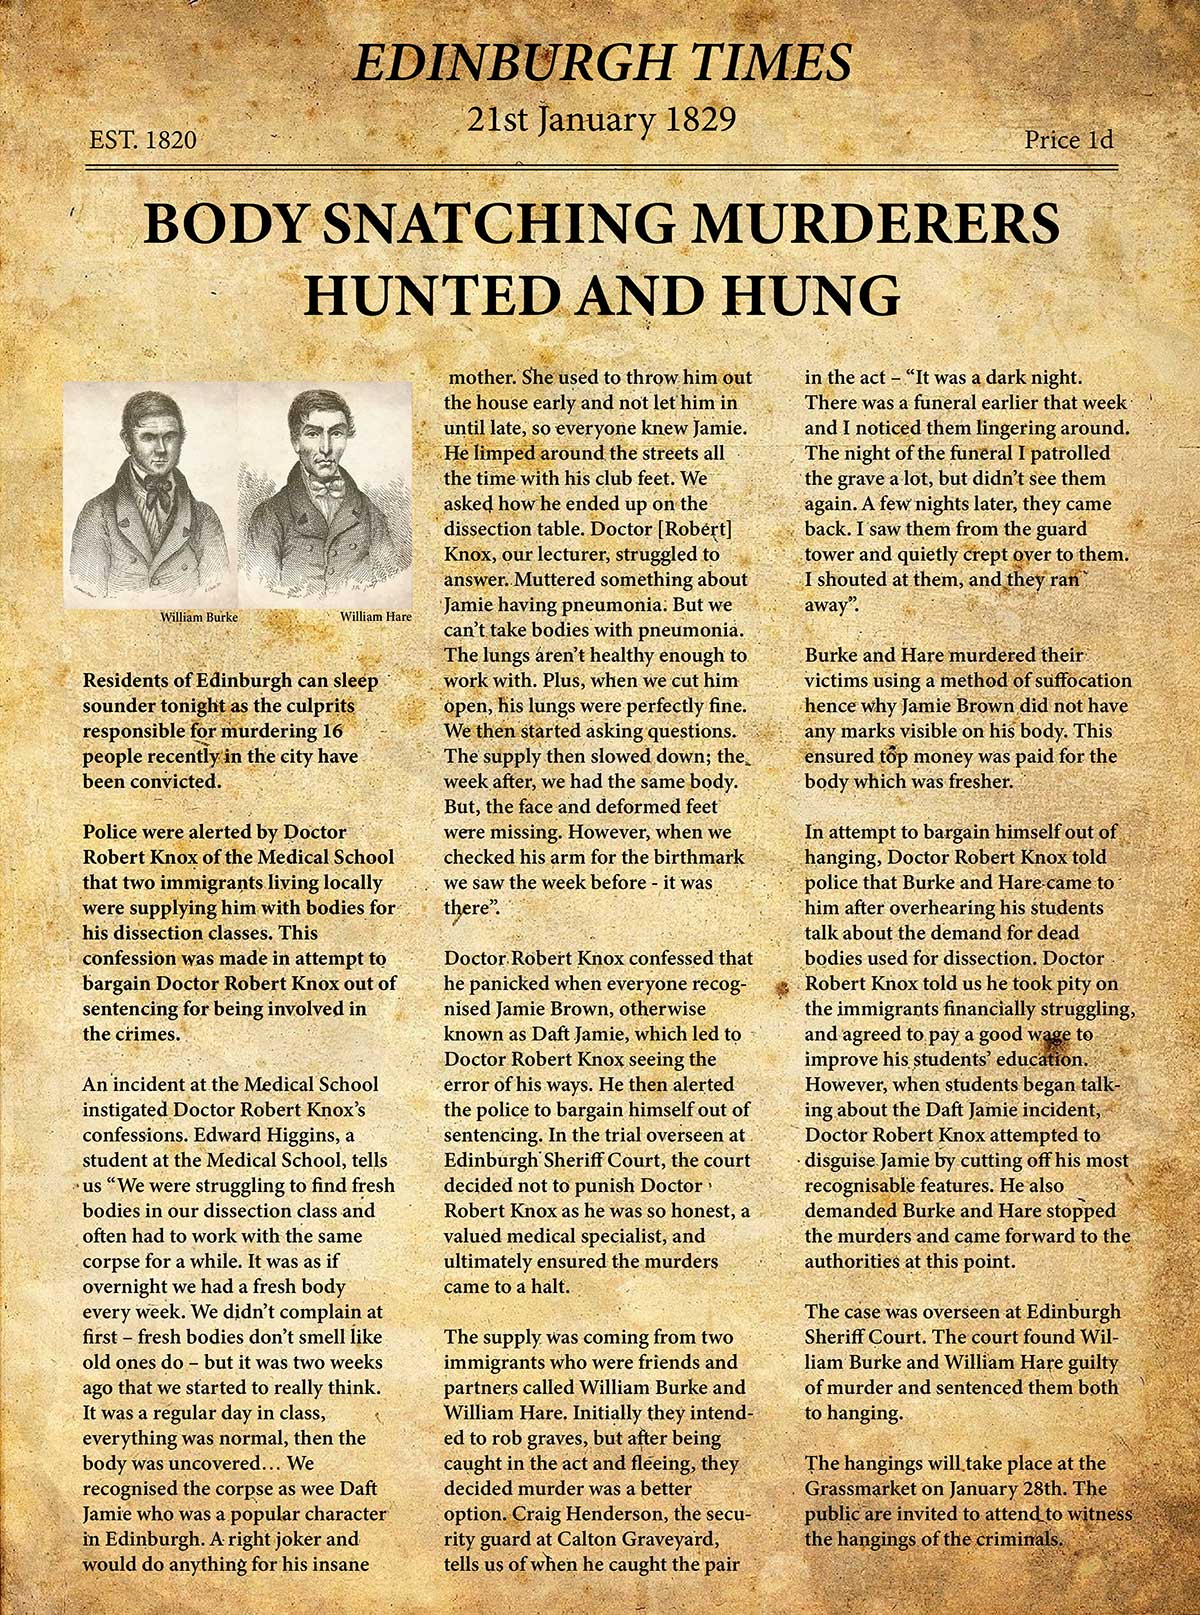 EDINBURGH TIMES
21st January 1829
EST. 1820
Price 1d
BODY SNATCHING MURDERERS
HUNTED AND HUNG
William Burke
William Hare
Residents of Edinburgh can sleep
sounder tonight as the culprits
responsible for murdering 16
people recently in the city have
been convicted.
Police were alerted by Doctor
Robert Knox of the Medical School
that two immigrants living locally
were supplying him with bodies for
his dissection classes. This
confession was made in attempt to
bargain Doctor Robert Knox out of
sentencing for being involved in
the crimes.
An incident at the Medical School
instigated Doctor Robert Knox’s
confessions. Edward Higgins, a
student at the Medical School, tells
us “We were struggling to find fresh
bodies in our dissection class and
often had to work with the same
corpse for a while. It was as if
overnight we had a fresh body
every week. We didn’t complain at
first – fresh bodies don’t smell like
old ones do – but it was two weeks
ago that we started to really think.
It was a regular day in class,
everything was normal, then the
body was uncovered… We
recognised the corpse as wee Daft
Jamie who was a popular character
in Edinburgh. A right joker and
would do anything for his insane
mother. She used to throw him out
the house early and not let him in
until late, so everyone knew Jamie.
He limped around the streets all
the time with his club feet. We
asked how he ended up on the
dissection table. Doctor [Robert]
Knox, our lecturer, struggled to
answer. Muttered something about
Jamie having pneumonia. But we
can’t take bodies with pneumonia.
The lungs aren’t healthy enough to
work with. Plus, when we cut him
open, his lungs were perfectly fine.
We then started asking questions.
The supply then slowed down; the
week after, we had the same body.
But, the face and deformed feet
were missing. However, when we
checked his arm for the birthmark
we saw the week before - it was
there”.
Doctor Robert Knox confessed that
he panicked when everyone recog-
nised Jamie Brown, otherwise
known as Daft Jamie, which led to
Doctor Robert Knox seeing the
error of his ways. He then alerted
the police to bargain himself out of
sentencing. In the trial overseen at
Edinburgh Sheriff Court, the court
decided not to punish Doctor
Robert Knox as he was so honest, a
valued medical specialist, and
ultimately ensured the murders
came to a halt.
The supply was coming from two
immigrants who were friends and
partners called William Burke and
William Hare. Initially they intend-
ed to rob graves, but after being
caught in the act and fleeing, they
decided murder was a better
option. Craig Henderson, the secu-
rity guard at Calton Graveyard,
tells us of when he caught the pair
in the act – “It was a dark night.
There was a funeral earlier that week
and I noticed them lingering around.
The night of the funeral I patrolled
the grave a lot, but didn’t see them
again. A few nights later, they came
back. I saw them from the guard
tower and quietly crept over to them.
I shouted at them, and they ran
away”.
Burke and Hare murdered their
victims using a method of suffocation
hence why Jamie Brown did not have
any marks visible on his body. This
ensured top money was paid for the
body which was fresher.
In attempt to bargain himself out of
hanging, Doctor Robert Knox told
police that Burke and Hare came to
him after overhearing his students
talk about the demand for dead
bodies used for dissection. Doctor
Robert Knox told us he took pity on
the immigrants financially struggling,
and agreed to pay a good wage to
improve his students’ education.
However, when students began talk-
ing about the Daft Jamie incident,
Doctor Robert Knox attempted to
disguise Jamie by cutting off his most
recognisable features. He also
demanded Burke and Hare stopped
the murders and came forward to the
authorities at this point.
The case was overseen at Edinburgh
Sheriff Court. The court found Wil-
liam Burke and William Hare guilty
of murder and sentenced them both
to hanging.
The hangings will take place at the
Grassmarket on January 28th. The
public are invited to attend to witness
the hangings of the criminals.